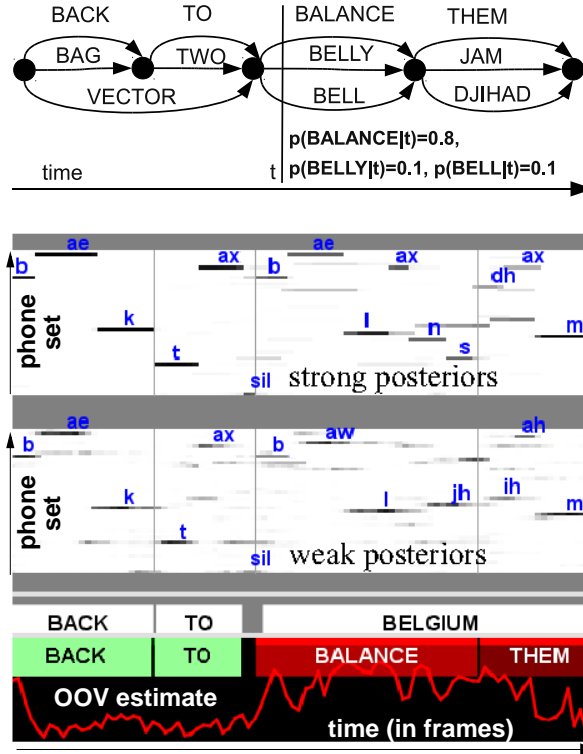 BACK TO BALANCE THEM
BAG TWO BELLY JAM
VECTOR BELL DJIHAD
p(BALANCE|t)=0.8,
time t p(BELLY|t)=0.1, p(BELL|t)=0.1
ae ax ae ax ax
b b dh
phone set
k l n m
t s
sil strong posteriors
ae ax b aw ah
b
phone set
k l jh ih m
t
sil weak posteriors
BACK TO BELGIUM
BACK TO BALANCE THEM
OOV estimate
time (in frames)